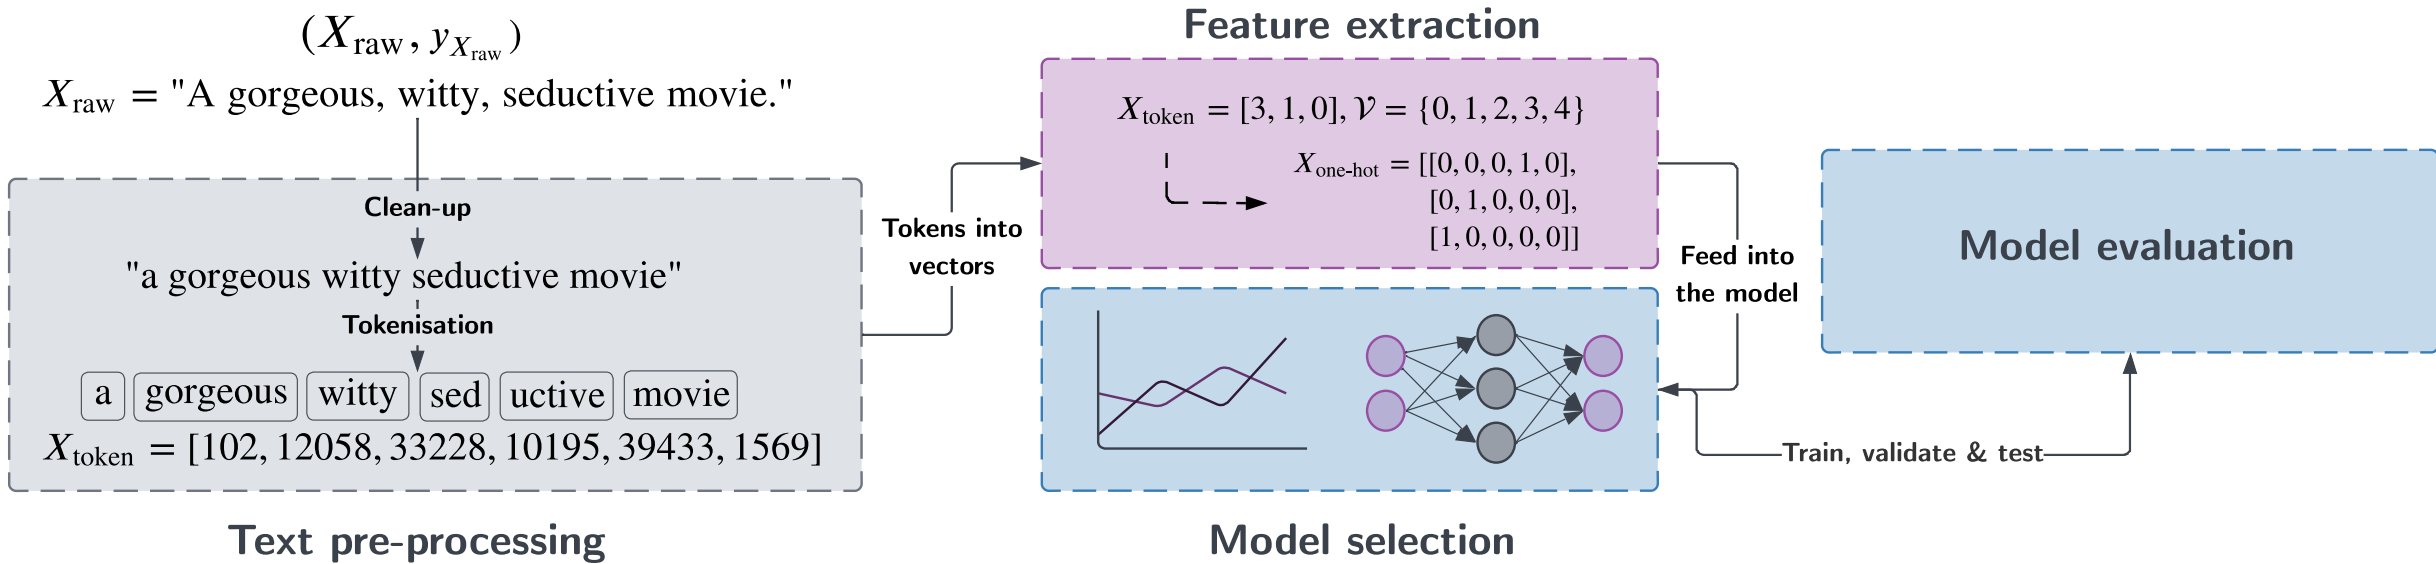 (X_raw, y_X_raw)
X_raw = "A gorgeous, witty, seductive movie."
Clean-up
"a gorgeous witty seductive movie"
Tokenisation
a gorgeous witty sed uctive movie
X_token = [102, 12058, 33228, 10195, 39433, 1569]
Text pre-processing
Tokens into
vectors
Feature extraction
X_token = [3, 1, 0], 𝒱 = {0, 1, 2, 3, 4}
X_one-hot = [[0, 0, 0, 1, 0],
[0, 1, 0, 0, 0],
[1, 0, 0, 0, 0]]
Feed into
the model
Model selection
Train, validate & test
Model evaluation